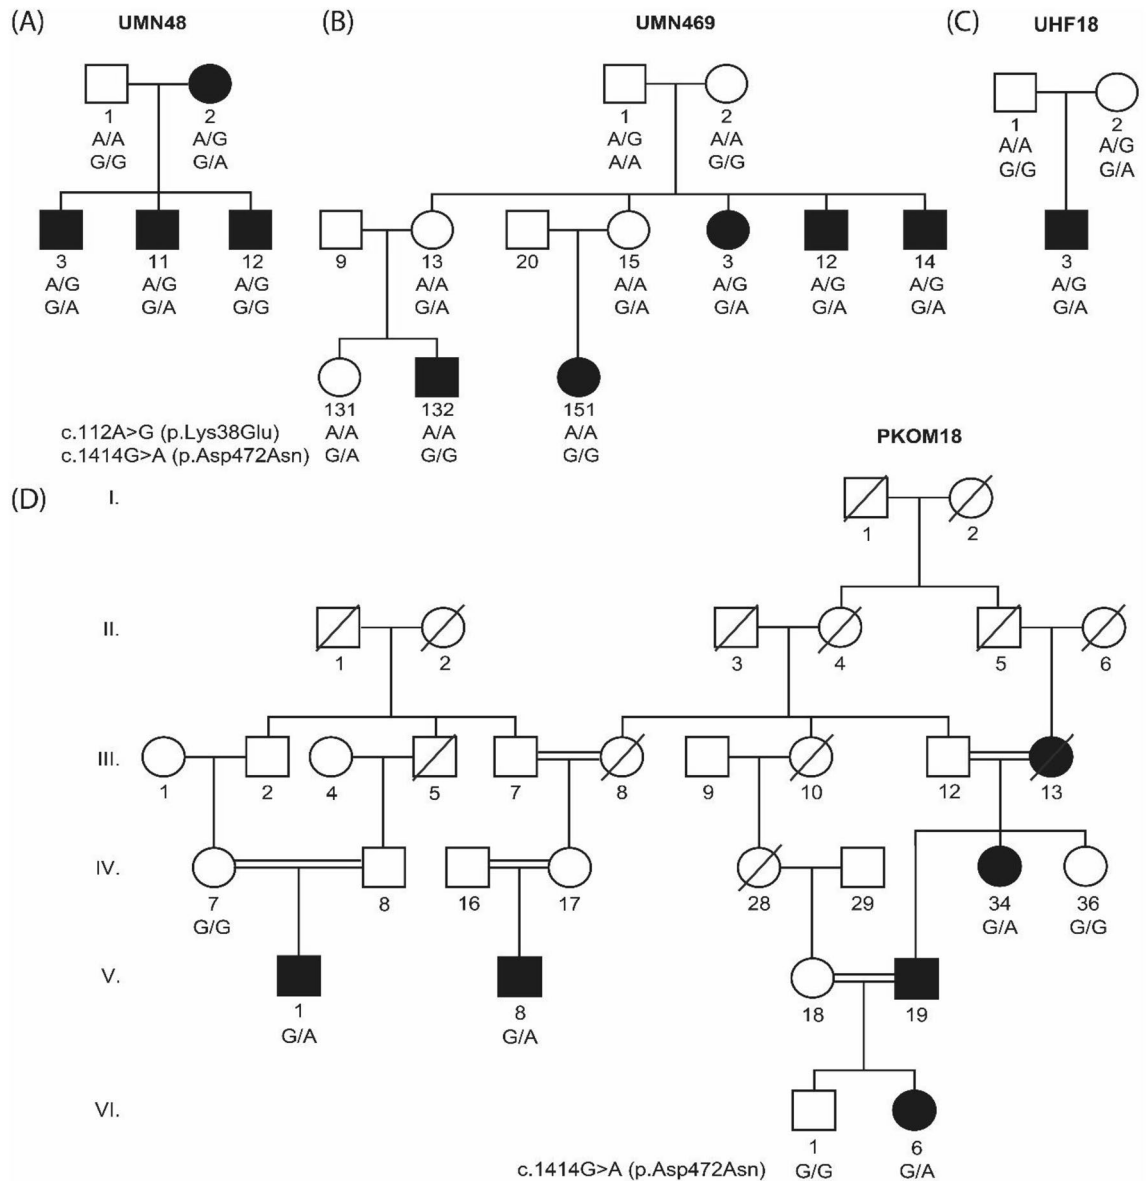 (A) UMN48 (B) UMN469 (C) UHF18
1 2 1 2 1 2
A/A A/G A/G A/A A/A A/G
G/G G/A A/A G/G G/G G/A
3 11 12 9 13 20 15 3 12 14 3
A/G A/G A/G A/A A/A A/G A/G A/G A/G
G/A G/A G/G G/A G/A G/A G/A G/A G/A
131 132 151
A/A A/A A/A
G/A G/G G/G
c.112A>G (p.Lys38Glu)
c.1414G>A (p.Asp472Asn)
PKOM18
(D) I.
1 2
II.
1 2 3 4 5 6
III.
1 2 4 5 7 8 9 10 12 13
IV.
7 8 16 17 28 29 34 36
G/G G/A G/G
V.
1 8 18 19
G/A G/A
VI.
1 6
G/G G/A
c.1414G>A (p.Asp472Asn)